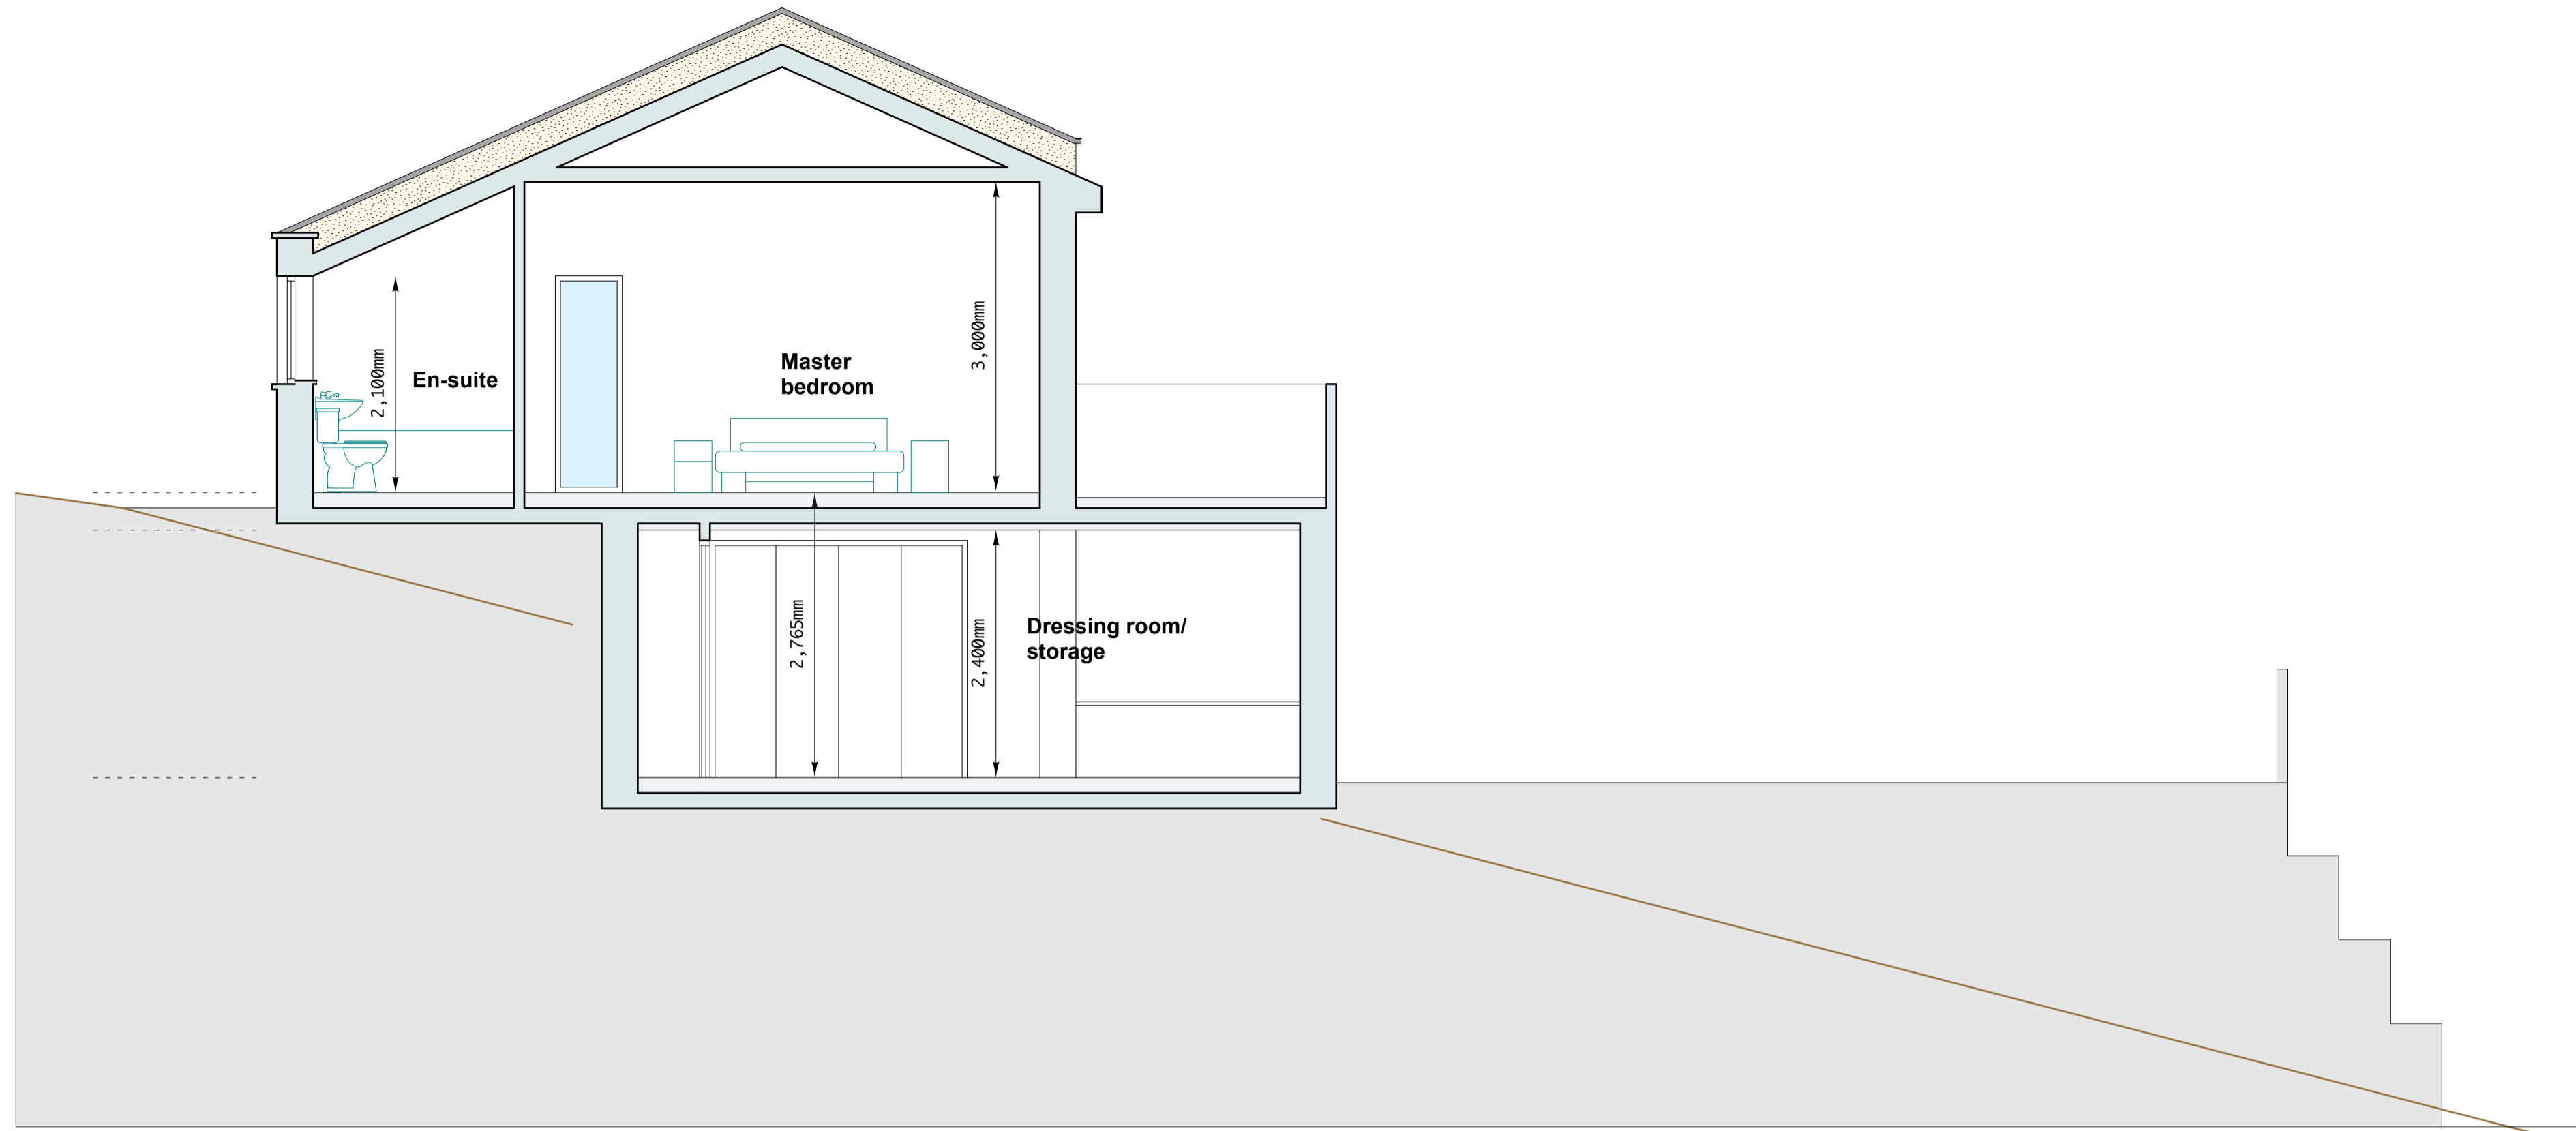 2,100mm
En-suite
Master
bedroom
3,000mm
2,765mm
2,400mm
Dressing room/
storage